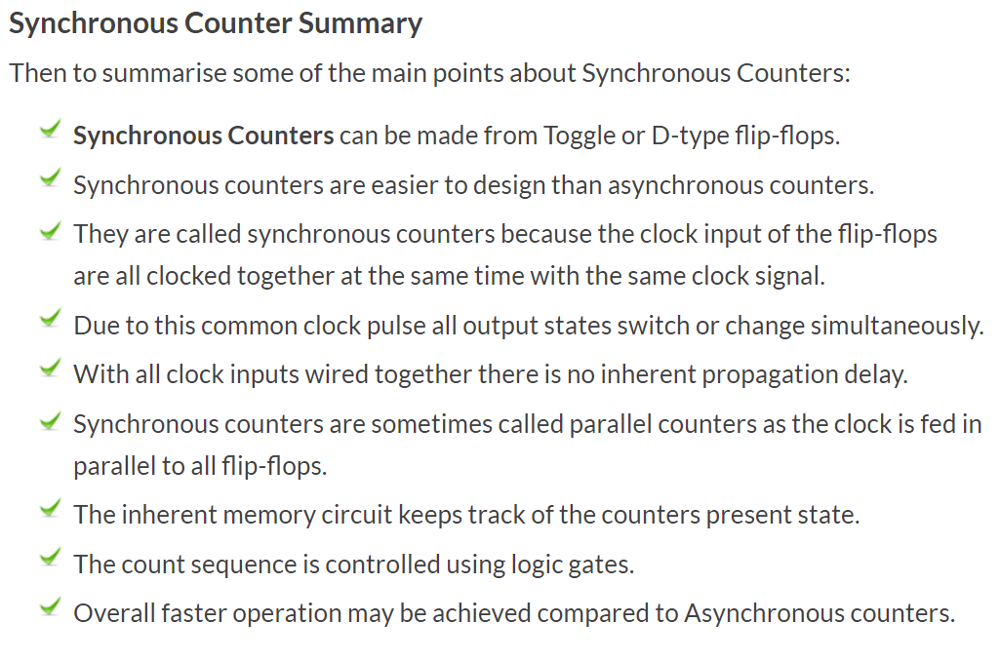 Synchronous Counter Summary
Then to summarise some of the main points about Synchronous Counters:
Synchronous Counters can be made from Toggle or D-type flip-flops.
Synchronous counters are easier to design than asynchronous counters.
They are called synchronous counters because the clock input of the flip-flops
are all clocked together at the same time with the same clock signal.
Due to this common clock pulse all output states switch or change simultaneously.
With all clock inputs wired together there is no inherent propagation delay.
Synchronous counters are sometimes called parallel counters as the clock is fed in
parallel to all flip-flops.
The inherent memory circuit keeps track of the counters present state.
The count sequence is controlled using logic gates.
Overall faster operation may be achieved compared to Asynchronous counters.